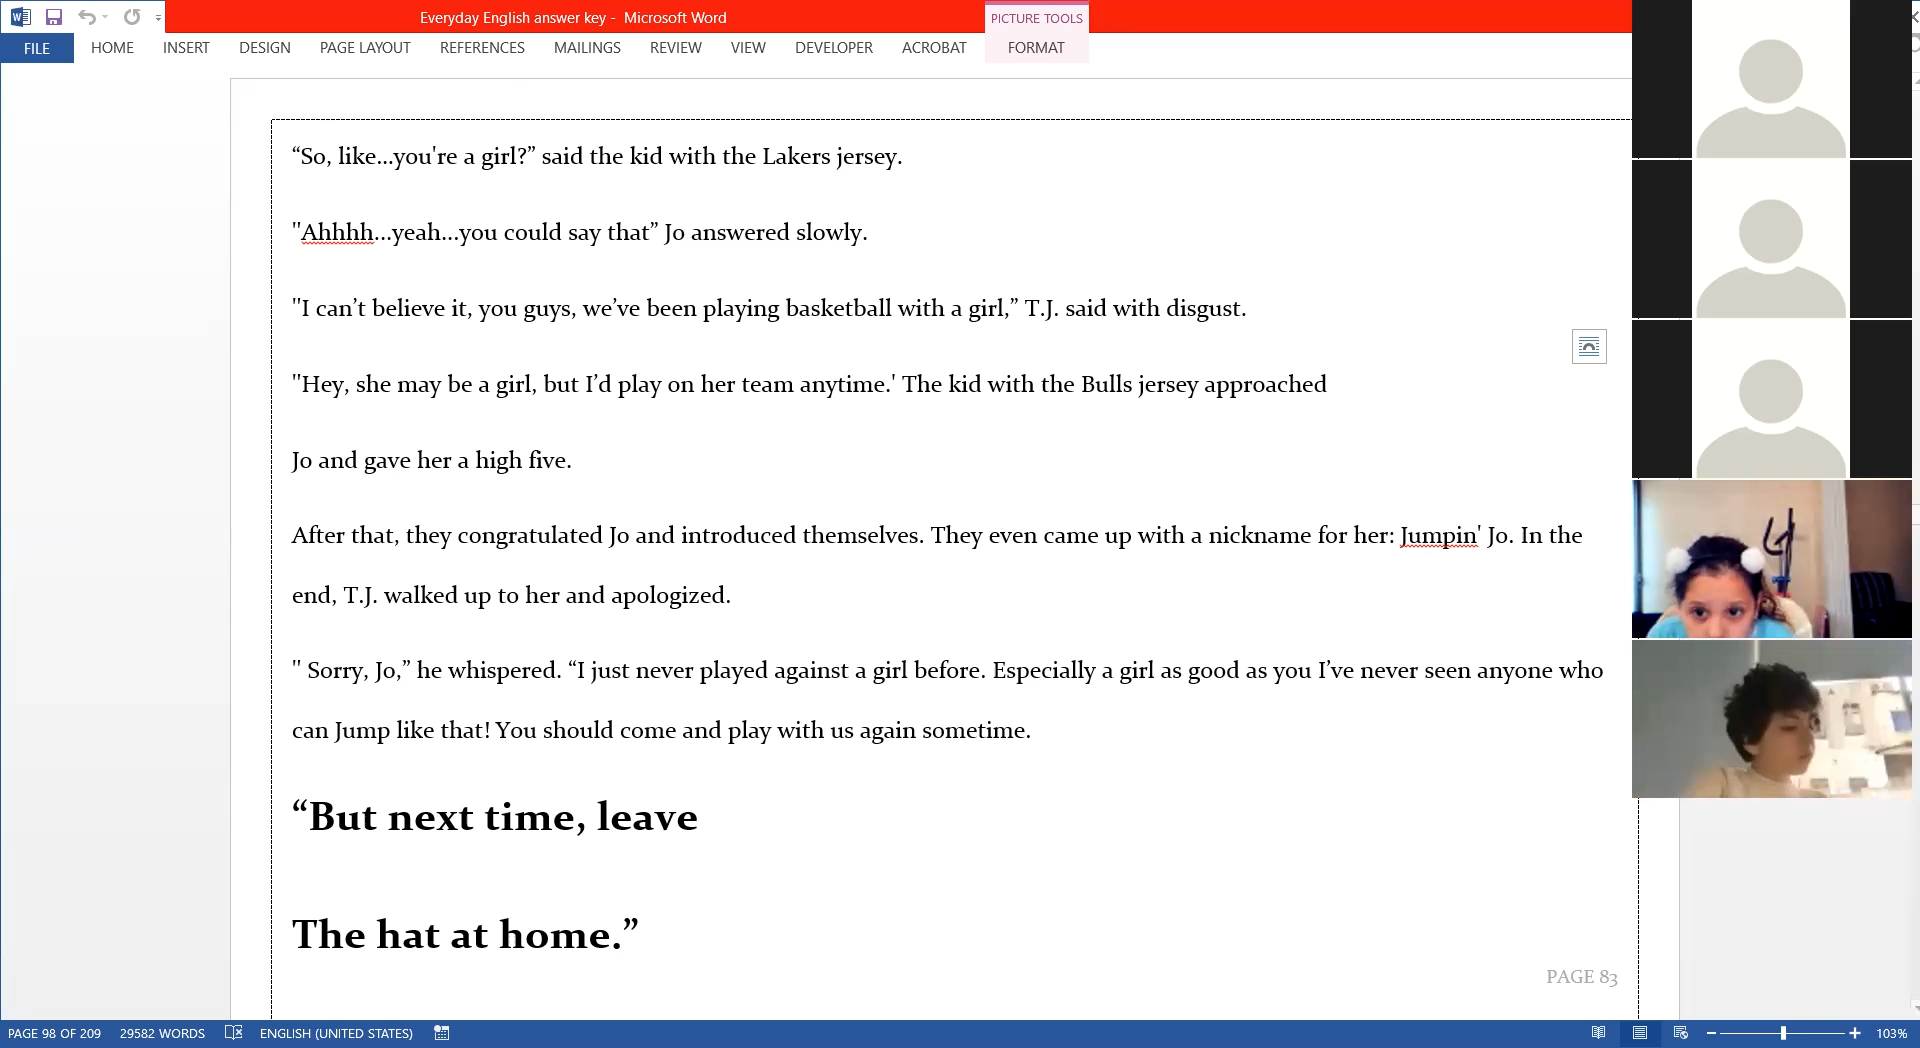 Everyday English answer key - Microsoft Word
PICTURE TOOLS
FILE HOME INSERT DESIGN PAGE LAYOUT REFERENCES MAILINGS REVIEW VIEW DEVELOPER ACROBAT FORMAT
“So, like...you're a girl?” said the kid with the Lakers jersey.
"Ahhhh...yeah...you could say that” Jo answered slowly.
"I can’t believe it, you guys, we’ve been playing basketball with a girl,” T.J. said with disgust.
"Hey, she may be a girl, but I’d play on her team anytime.' The kid with the Bulls jersey approached
Jo and gave her a high five.
After that, they congratulated Jo and introduced themselves. They even came up with a nickname for her: Jumpin' Jo. In the
end, T.J. walked up to her and apologized.
" Sorry, Jo,” he whispered. “I just never played against a girl before. Especially a girl as good as you I’ve never seen anyone who
can Jump like that! You should come and play with us again sometime.
“But next time, leave
The hat at home.”
PAGE 83
PAGE 98 OF 209 29582 WORDS ENGLISH (UNITED STATES) 103%